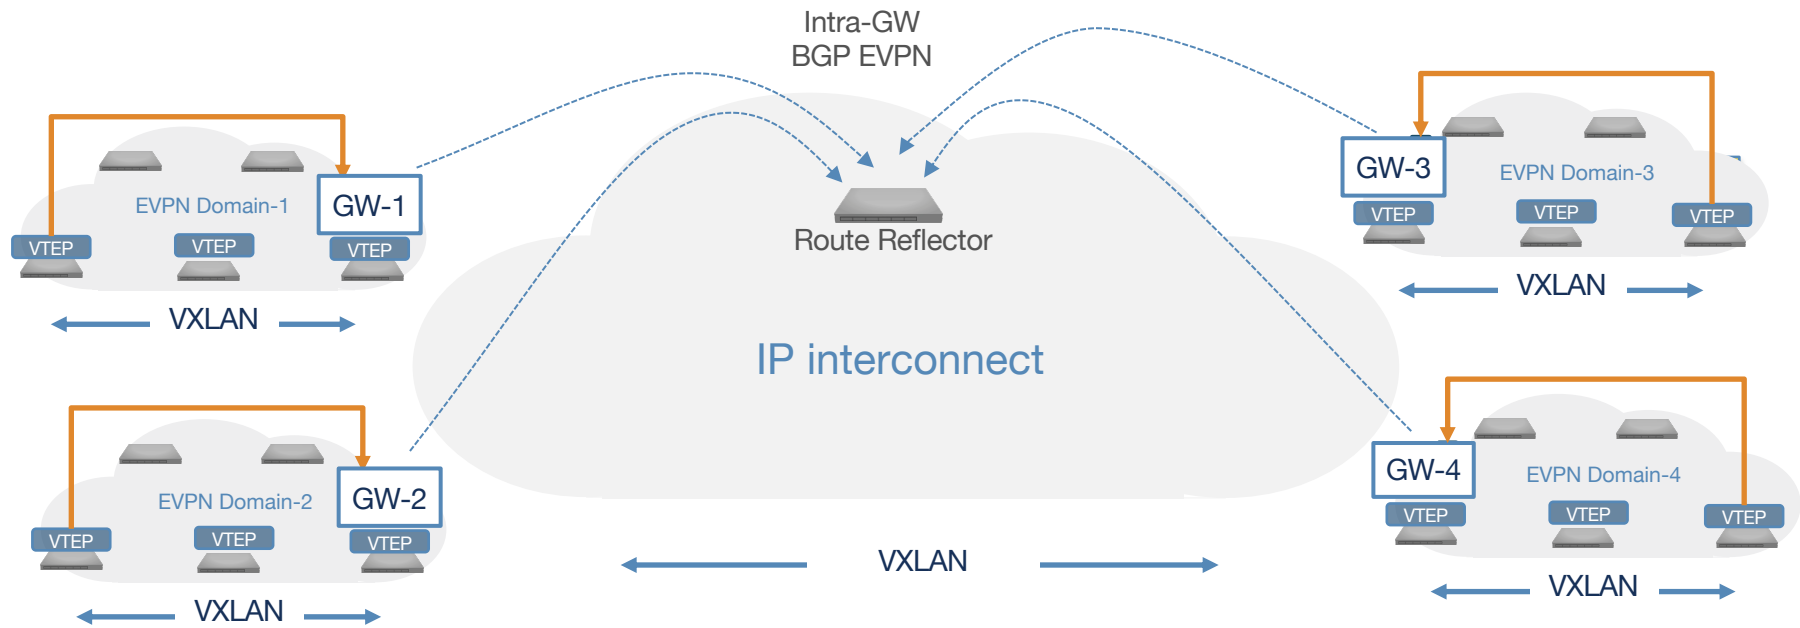 Intra-GW
BGP EVPN
EVPN Domain-1
GW-1
VTEP
VTEP
VTEP
VXLAN
EVPN Domain-2
GW-2
VTEP
VTEP
VTEP
VXLAN
Route Reflector
IP interconnect
VXLAN
GW-3
EVPN Domain-3
VTEP
VTEP
VTEP
VXLAN
GW-4
EVPN Domain-4
VTEP
VTEP
VTEP
VXLAN